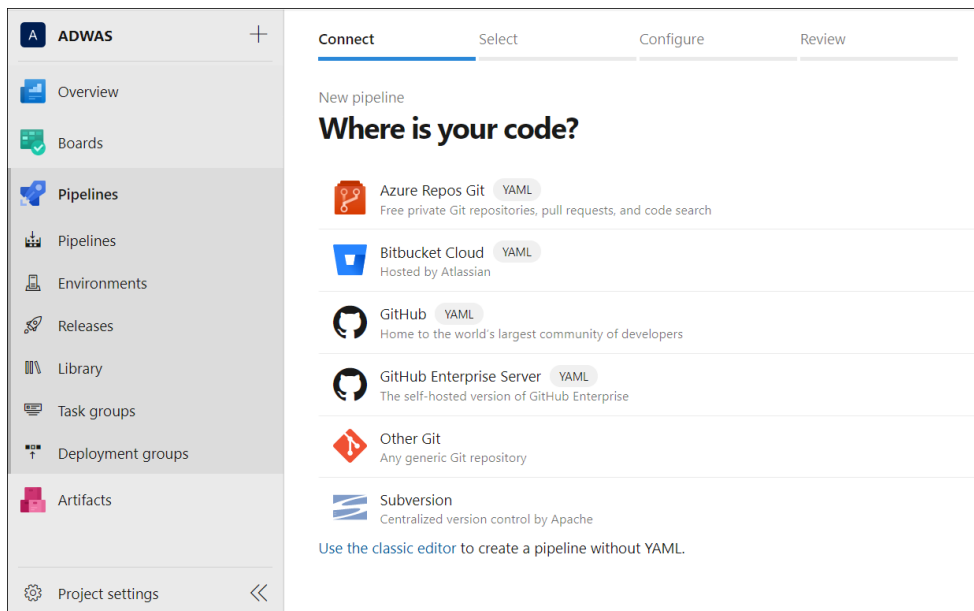 A ADWAS
Overview
Boards
Pipelines
Pipelines
Environments
Releases
Library
Task groups
Deployment groups
Artifacts
Project settings
Connect Select Configure Review
New pipeline
Where is your code?
Azure Repos Git YAML
Free private Git repositories, pull requests, and code search
Bitbucket Cloud YAML
Hosted by Atlassian
GitHub YAML
Home to the world's largest community of developers
GitHub Enterprise Server YAML
The self-hosted version of GitHub Enterprise
Other Git
Any generic Git repository
Subversion
Centralized version control by Apache
Use the classic editor to create a pipeline without YAML.